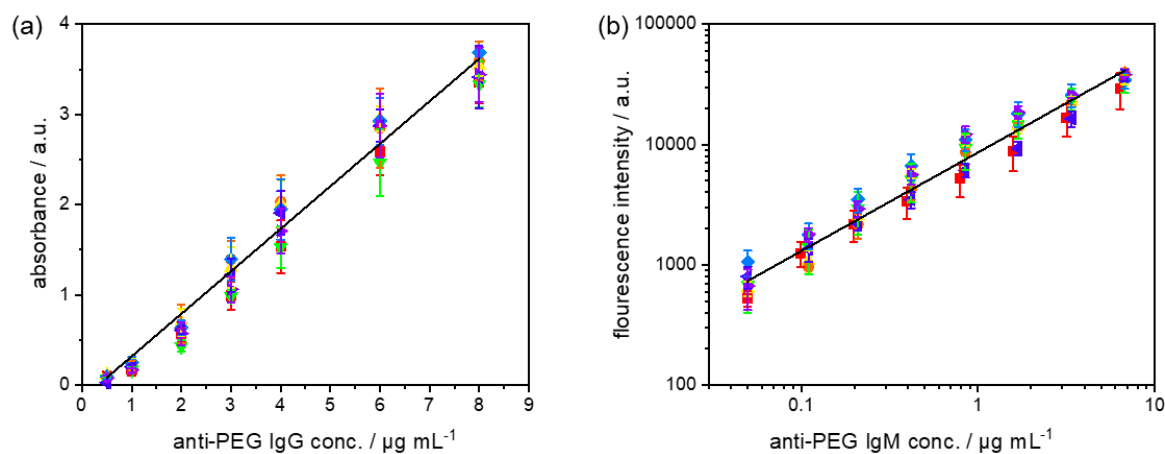 (a)
4
3
2
1
0
absorbance / a.u.
0 1 2 3 4 5 6 7 8 9
anti-PEG IgG conc. / µg mL⁻¹
(b)
100000
10000
1000
100
flourescence intensity / a.u.
0.1 1 10
anti-PEG IgM conc. / µg mL⁻¹